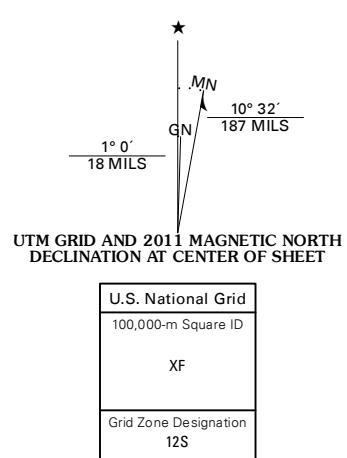 ★
MN
GN
10° 32´
187 MILS
1° 0´
18 MILS
UTM GRID AND 2011 MAGNETIC NORTH
DECLINATION AT CENTER OF SHEET
U.S. National Grid
100,000-m Square ID
XF
Grid Zone Designation
12S